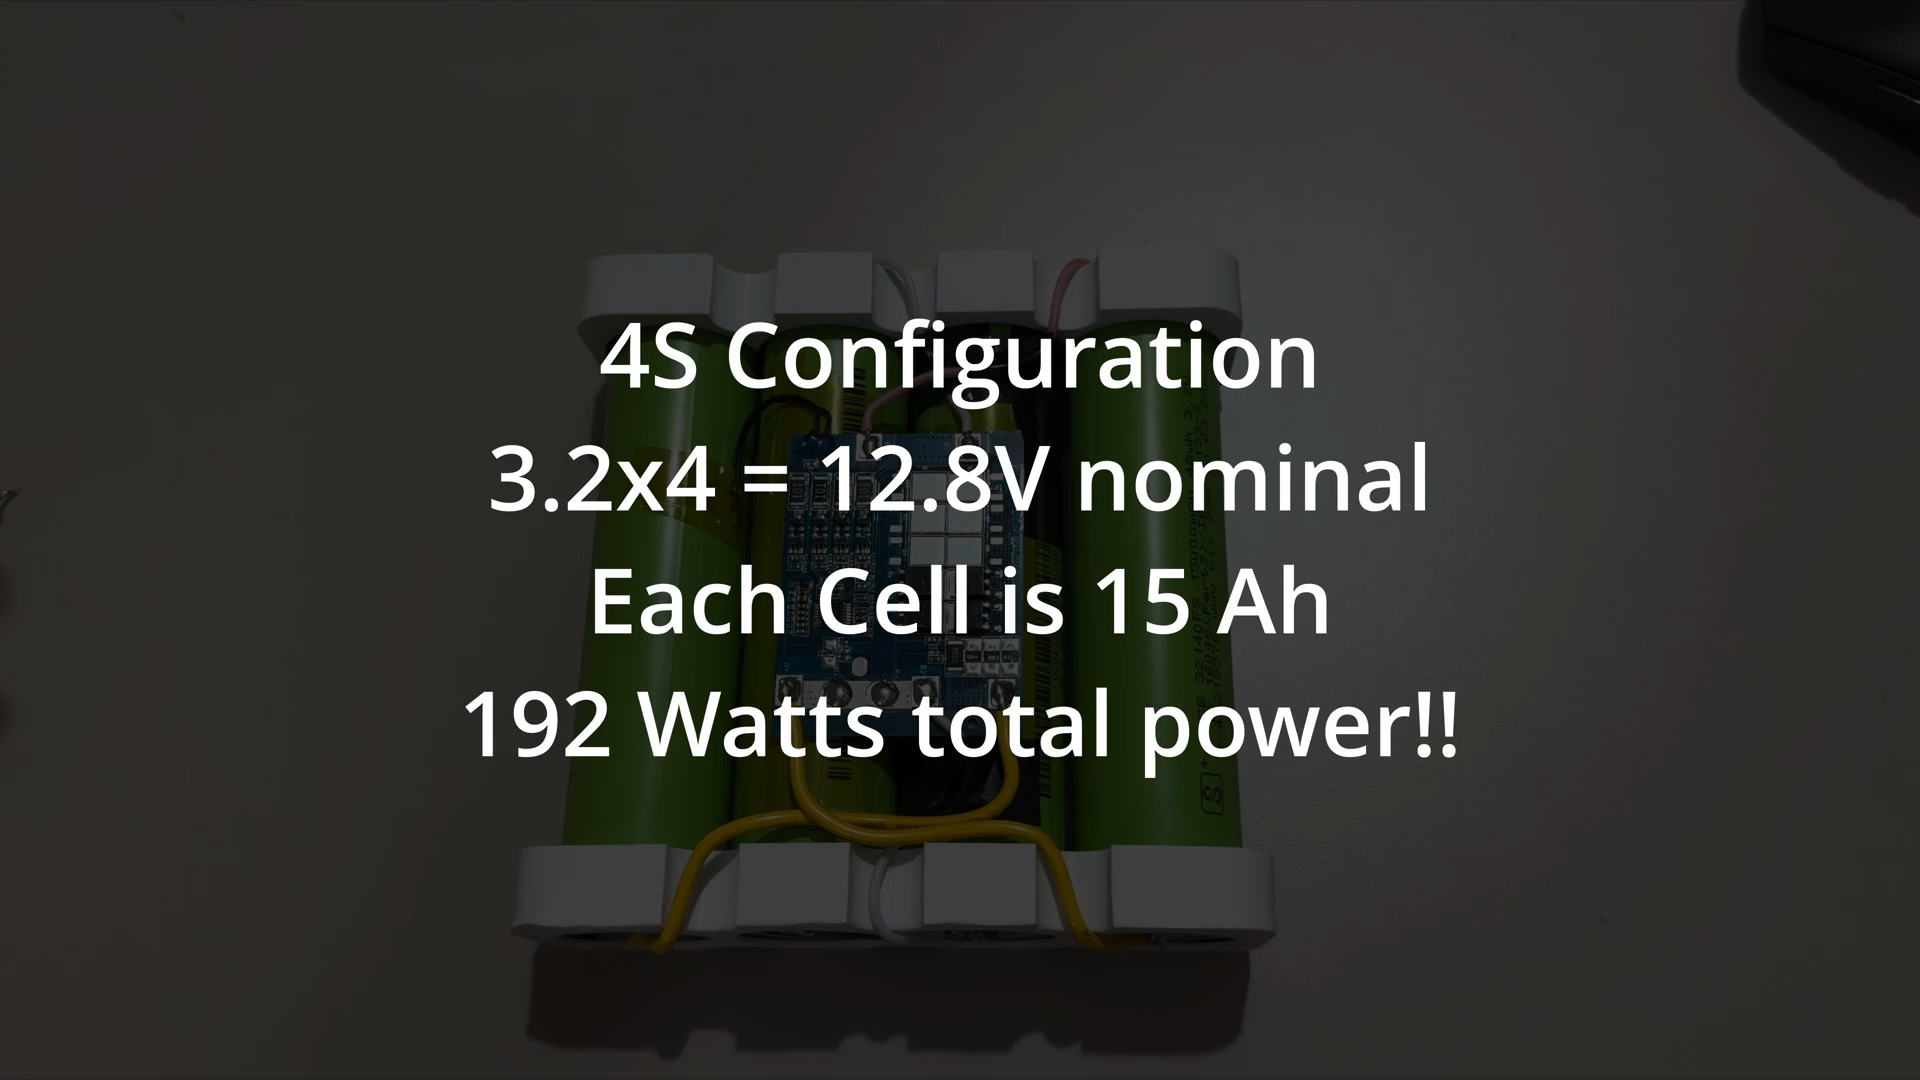 4S Configuration
3.2x4 = 12.8V nominal
Each Cell is 15 Ah
192 Watts total power!!